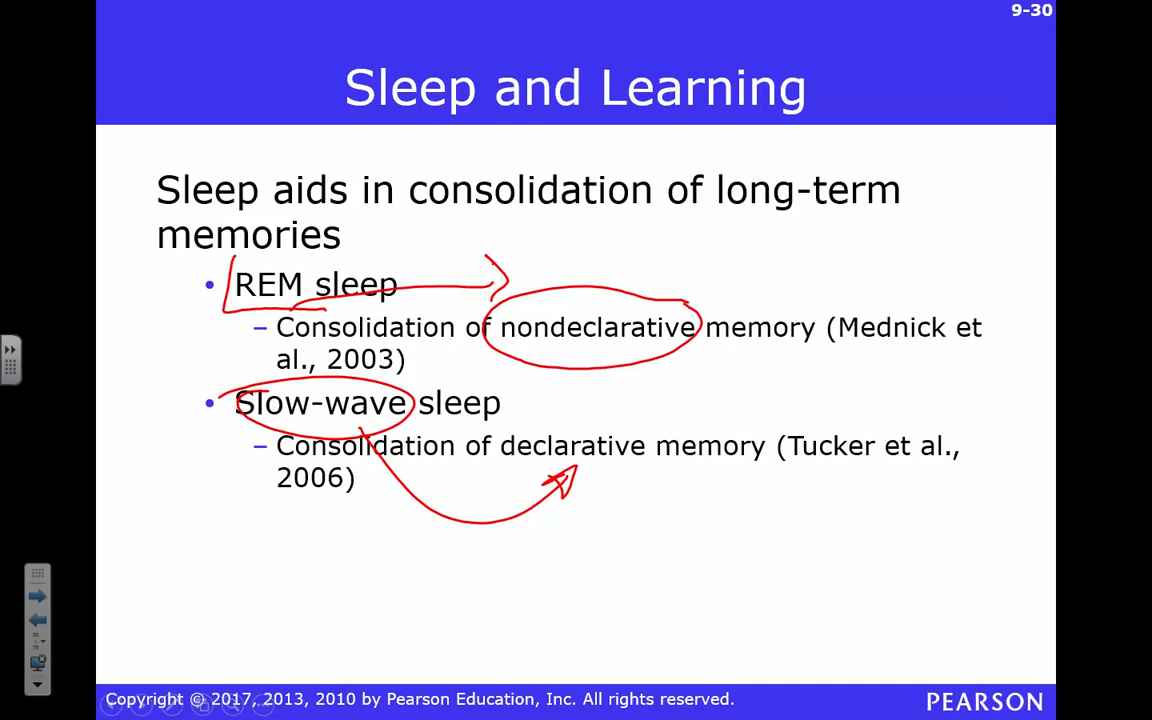 9-30
Sleep and Learning
Sleep aids in consolidation of long-term
memories
• REM sleep
– Consolidation of nondeclarative memory (Mednick et
al., 2003)
• Slow-wave sleep
– Consolidation of declarative memory (Tucker et al.,
2006)
Copyright © 2017, 2013, 2010 by Pearson Education, Inc. All rights reserved.
PEARSON